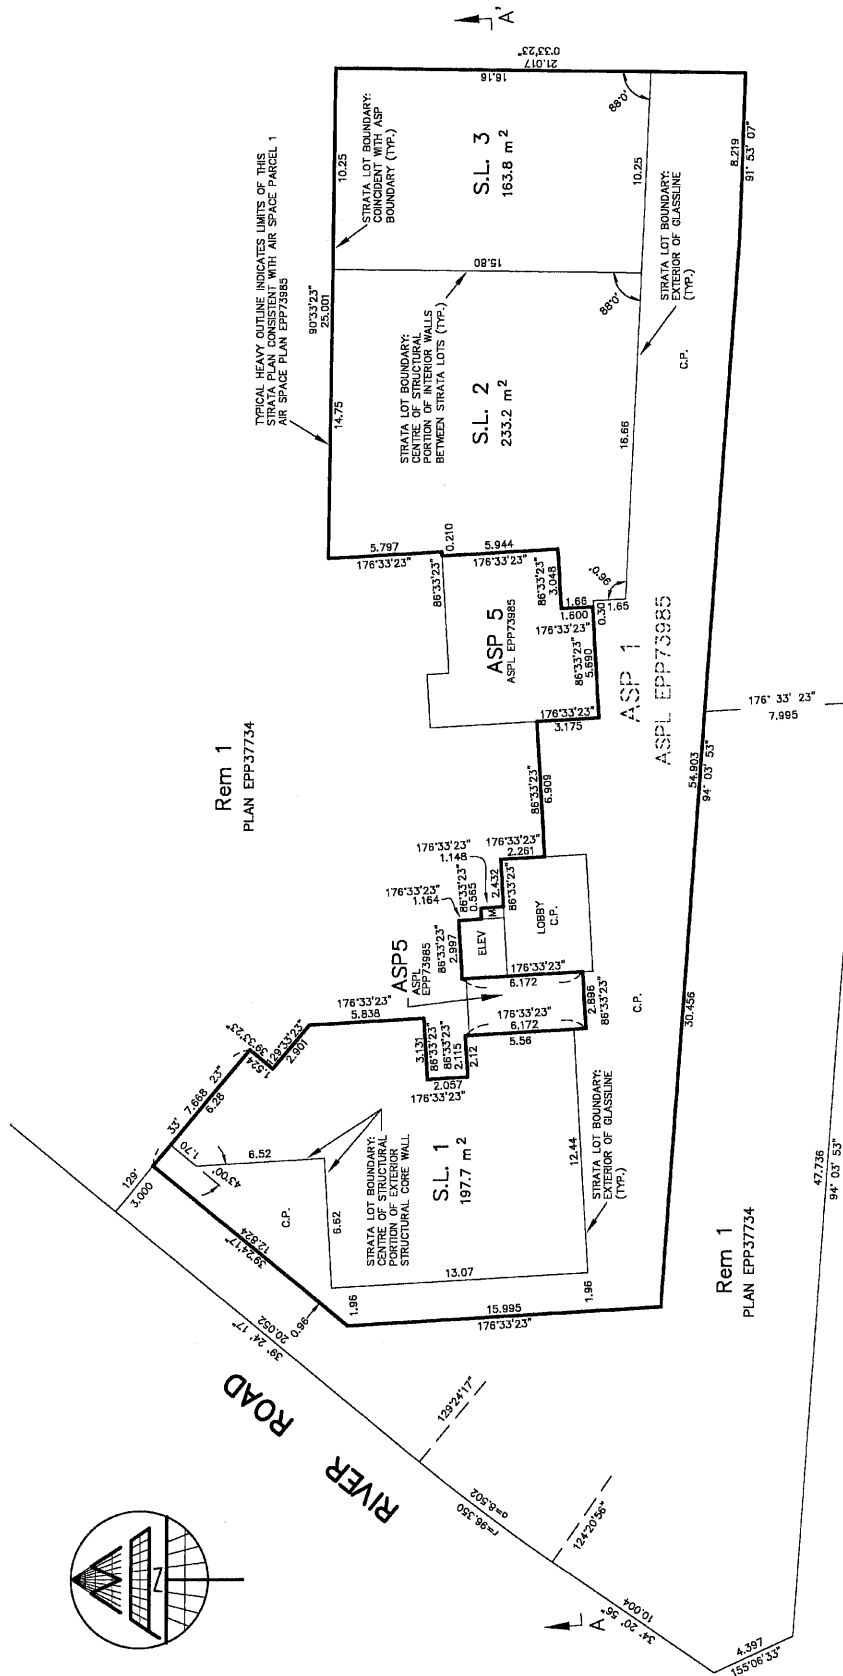 A'
TYPICAL HEAVY OUTLINE INDICATES LIMITS OF THIS
STRATA PLAN CONSISTENT WITH AIR SPACE PARCEL 1
AIR SPACE PLAN EPP73985
90°33'23"
25.001
14.75
10.25
STRATA LOT BOUNDARY:
COINCIDENT WITH ASP
BOUNDARY (TYP.)
0°33'23"
21.017
16.16
S.L. 3
163.8 m²
88°0'
10.25
8.219
91° 53' 07"
15.80
STRATA LOT BOUNDARY:
CENTRE OF STRUCTURAL
PORTION OF INTERIOR WALLS
BETWEEN STRATA LOTS (TYP.)
S.L. 2
233.2 m²
88°0'
16.66
STRATA LOT BOUNDARY:
EXTERIOR OF GLASSLINE
(TYP.)
C.P.
5.797
176°33'23"
0.210
86°33'23"
5.944
176°33'23"
86°33'23"
3.048
1.66
1.600
176°33'23"
0.30
1.65
96°0'
86°33'23"
5.690
ASP 5
ASPL EPP73985
176°33'23"
3.175
ASP 1
ASPL EPP73985
176° 33' 23"
7.995
54.903
94° 03' 53"
Rem 1
PLAN EPP37734
86°33'23"
6.909
176°33'23"
2.261
176°33'23"
1.148
2.432
86°33'23"
86°33'23"
0.565
176°33'23"
1.164
M
ELEV
LOBBY
C.P.
86°33'23"
2.997
ASP5
ASPL
EPP73985
176°33'23"
6.172
176°33'23"
6.172
5.56
2.896
86°33'23"
C.P.
30.456
176°33'23"
5.838
3.131
86°33'23"
86°33'23"
2.115
2.12
2.057
176°33'23"
39°33'23"
1.524
129°33'23"
2.901
129° 33' 23"
7.668
6.28
3.000
1.70
43°00'
6.52
C.P.
6.62
STRATA LOT BOUNDARY:
CENTRE OF STRUCTURAL
PORTION OF EXTERIOR
STRUCTURAL CORE WALL
S.L. 1
197.7 m²
12.44
STRATA LOT BOUNDARY:
EXTERIOR OF GLASSLINE
(TYP.)
13.07
1.96
1.96
15.995
176°33'23"
39°24'17"
12.824
0.96
39° 24' 17"
20.052
RIVER ROAD
Rem 1
PLAN EPP37734
47.736
94° 03' 53"
129°24'17"
r=96.350
a=8.502
124°20'56"
34° 20' 56"
10.004
A"
4.397
155°06'33"
N